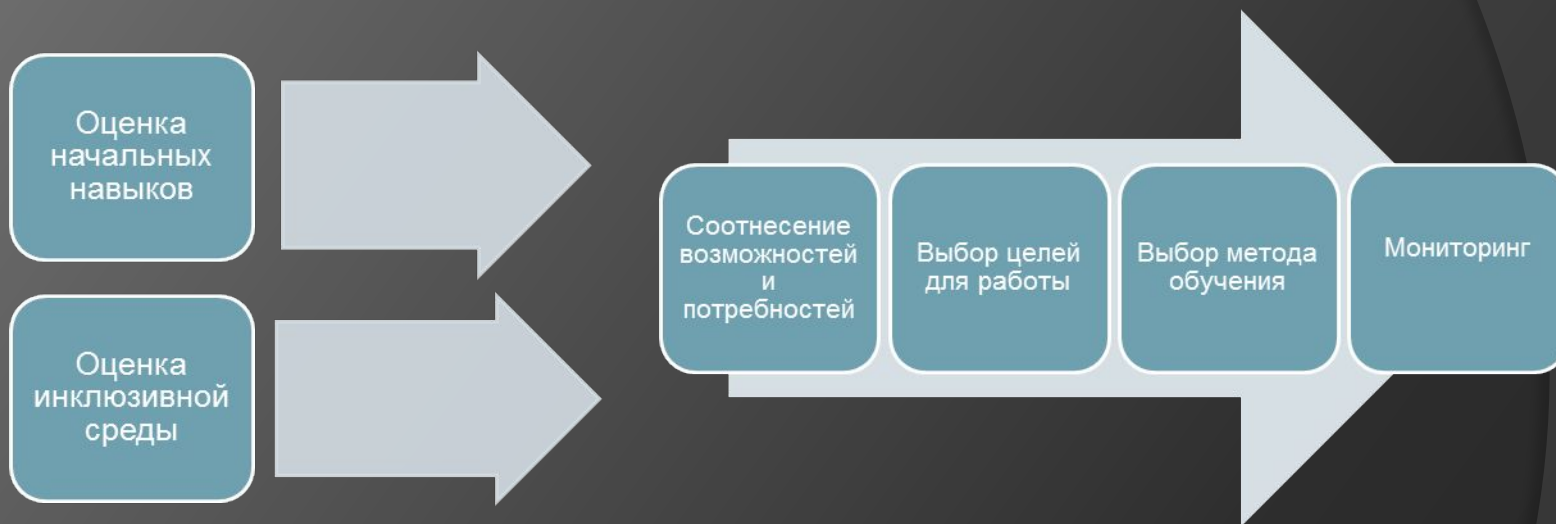 Оценка
начальных
навыков
Оценка
инклюзивной
среды
Соотнесение
возможностей
и
потребностей
Выбор целей
для работы
Выбор метода
обучения
Мониторинг